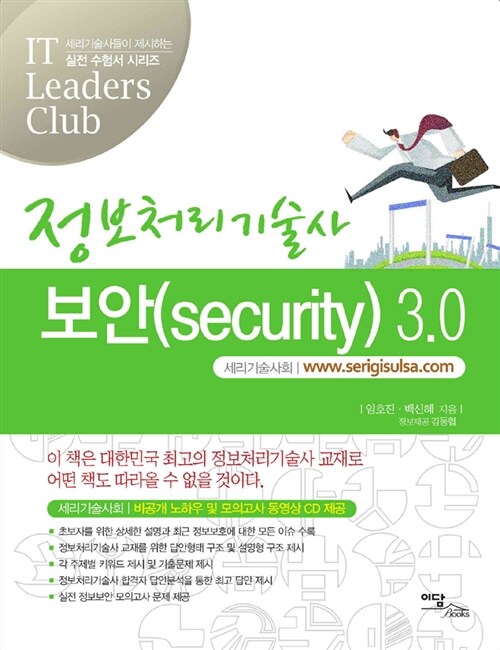 IT
Leaders
Club
세리기술사들이 제시하는
실전 수험서 시리즈
정보처리기술사
보안(security) 3.0
세리기술사회 | www.serigisulsa.com
| 임호진 · 백신혜 지음 |
정보제공 김동협
이 책은 대한민국 최고의 정보처리기술사 교재로
어떤 책도 따라올 수 없을 것이다.
세리기술사회 | 비공개 노하우 및 모의고사 동영상 CD 제공
초보자를 위한 상세한 설명과 최근 정보보호에 대한 모든 이슈 수록
정보처리기술사 교재를 위한 답안형태 구조 및 설명형 구조 제시
각 주제별 키워드 제시 및 기출문제 제시
정보처리기술사 합격자 답안분석을 통한 최고 답안 제시
실전 정보보안 모의고사 문제 제공
이담
Books